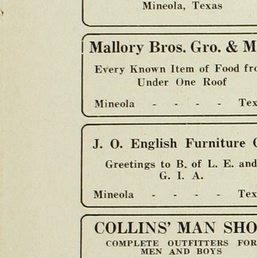 Mineola, Texas
Mallory Bros. Gro. & M
Every Known Item of Food fro
Under One Roof
Mineola - - - - Tex
J. O. English Furniture C
Greetings to B. of L. E. and
G. I. A.
Mineola - - - - Tex
COLLINS' MAN SHO
COMPLETE OUTFITTERS FOR
MEN AND BOYS